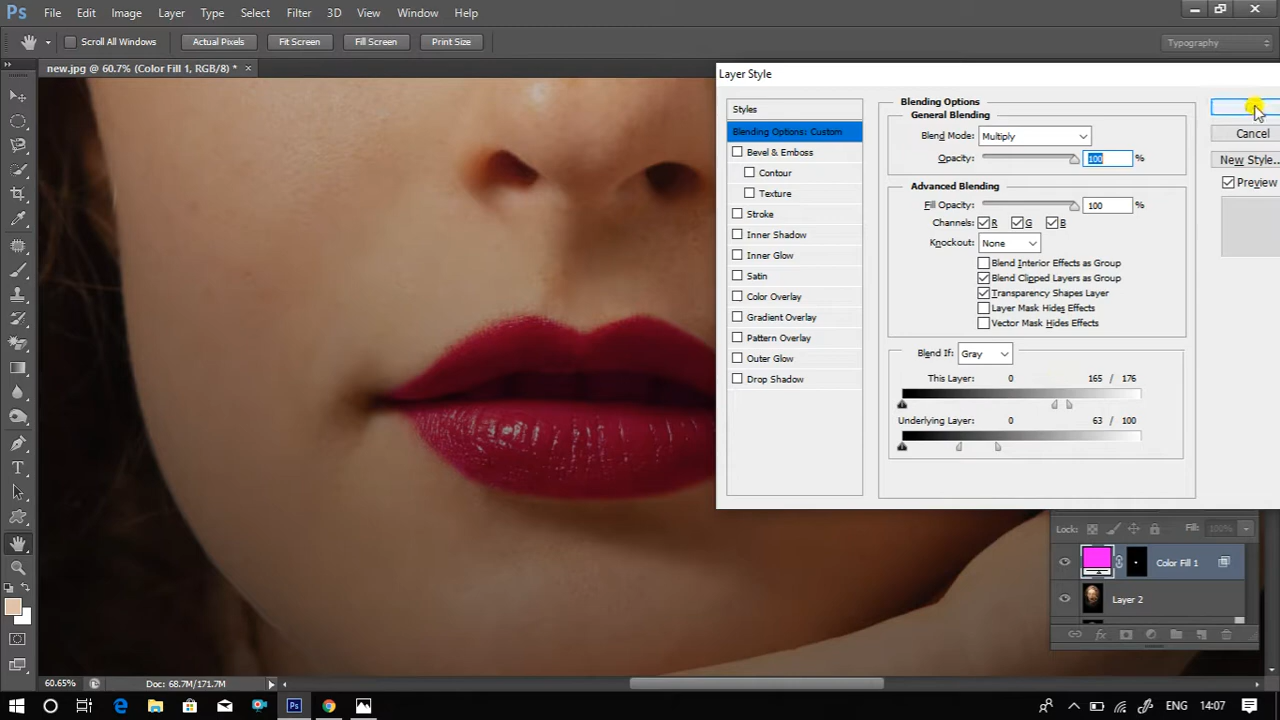 Ps File Edit Image Layer Type Select Filter 3D View Window Help
Scroll All Windows Actual Pixels Fit Screen Fill Screen Print Size Typography
new.jpg @ 60.7% (Color Fill 1, RGB/8) * ×
Layer Style
Styles
Blending Options: Custom
Bevel & Emboss
Contour
Texture
Stroke
Inner Shadow
Inner Glow
Satin
Color Overlay
Gradient Overlay
Pattern Overlay
Outer Glow
Drop Shadow
Blending Options
General Blending
Blend Mode: Multiply
Opacity: 100 %
Advanced Blending
Fill Opacity: 100 %
Channels: R G B
Knockout: None
Blend Interior Effects as Group
Blend Clipped Layers as Group
Transparency Shapes Layer
Layer Mask Hides Effects
Vector Mask Hides Effects
Blend If: Gray
This Layer: 0 165 / 176
Underlying Layer: 0 63 / 100
Cancel
New Style...
Preview
Lock: Fill: 100%
Color Fill 1
Layer 2
60.65% Doc: 68.7M/171.7M
ENG 14:07